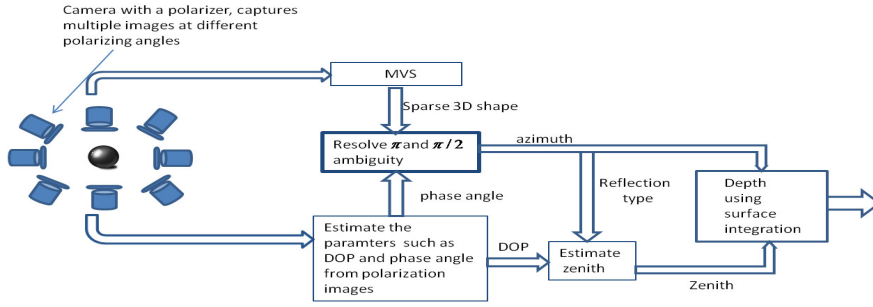 Camera with a polarizer, captures
multiple images at different
polarizing angles
MVS
Sparse 3D shape
Resolve π and π/2
ambiguity
azimuth
phase angle
Reflection
type
Depth
using
surface
integration
Estimate the
paramters such as
DOP and phase angle
from polarization
images
DOP
Estimate
zenith
Zenith